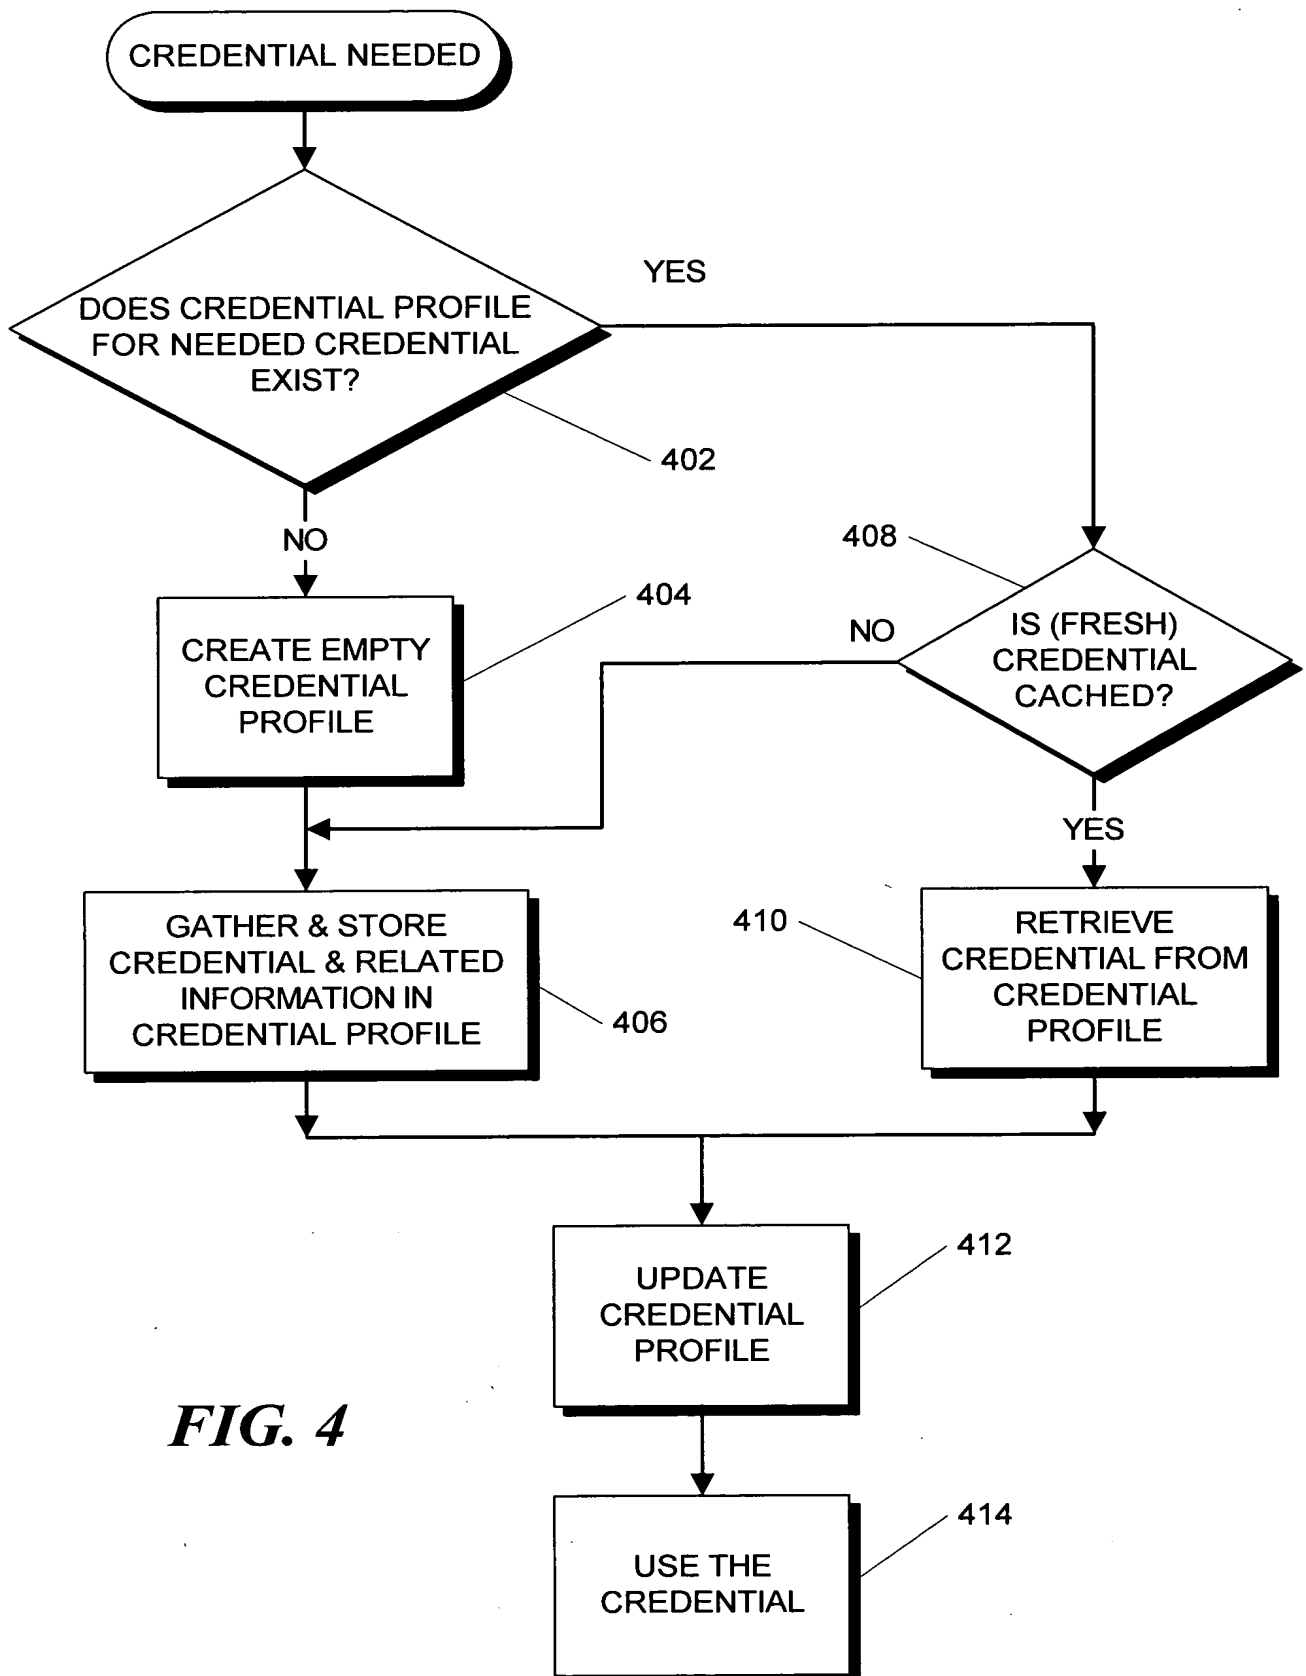 CREDENTIAL NEEDED
YES
DOES CREDENTIAL PROFILE
FOR NEEDED CREDENTIAL
EXIST?
402
NO
408
404
CREATE EMPTY
CREDENTIAL
PROFILE
NO
IS (FRESH)
CREDENTIAL
CACHED?
YES
GATHER & STORE
CREDENTIAL & RELATED
INFORMATION IN
CREDENTIAL PROFILE
406
410
RETRIEVE
CREDENTIAL FROM
CREDENTIAL
PROFILE
412
UPDATE
CREDENTIAL
PROFILE
FIG. 4
414
USE THE
CREDENTIAL